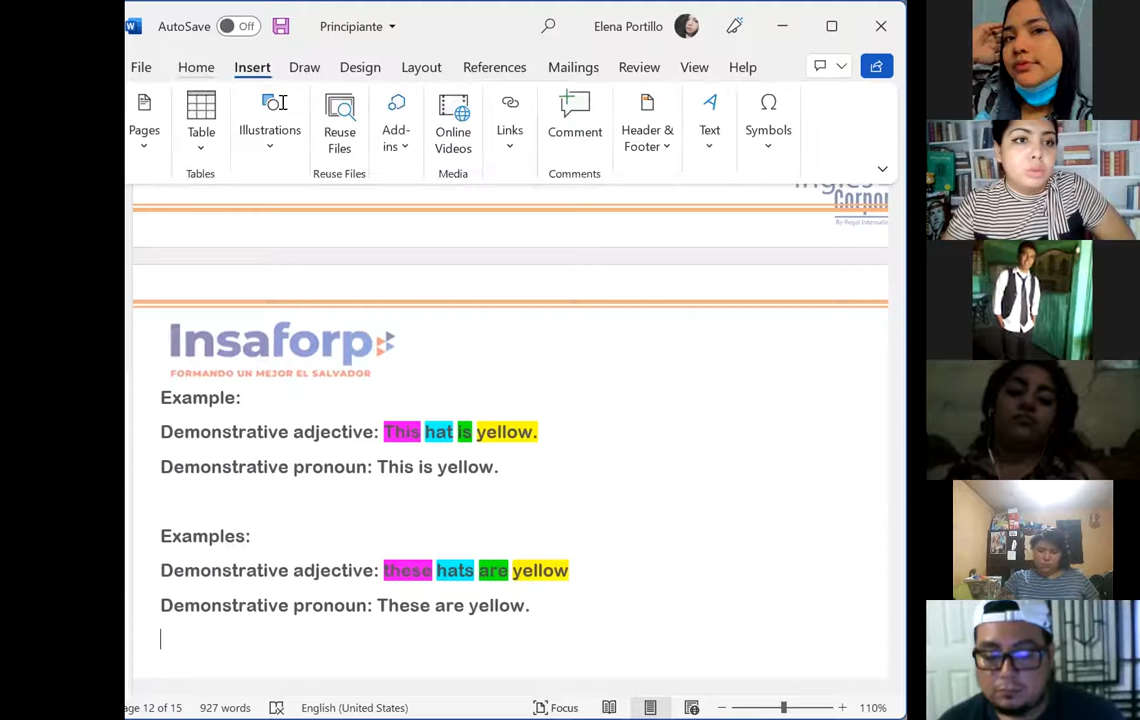 AutoSave Off Principiante Elena Portillo
File Home Insert Draw Design Layout References Mailings Review View Help
Pages Table Illustrations Reuse Files Add-ins Online Videos Links Comment Header & Footer Text Symbols
Tables Reuse Files Media Comments
Corpor
By Regal Internati
Insaforp
FORMANDO UN MEJOR EL SALVADOR
Example:
Demonstrative adjective: This hat is yellow.
Demonstrative pronoun: This is yellow.
Examples:
Demonstrative adjective: these hats are yellow
Demonstrative pronoun: These are yellow.
age 12 of 15 927 words English (United States) Focus 110%